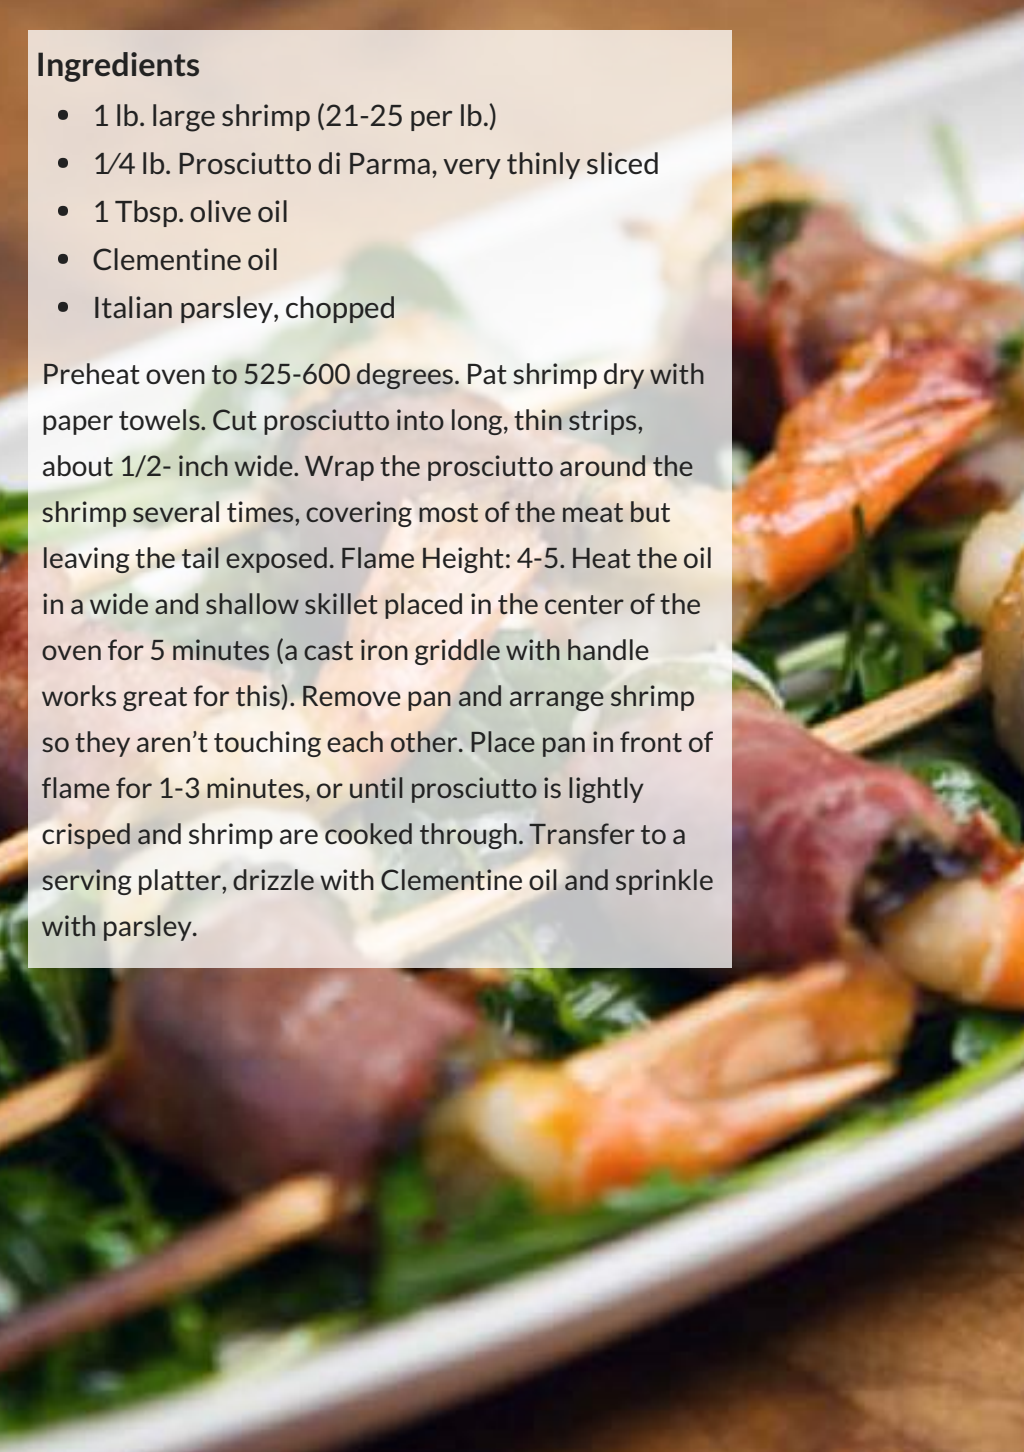 Ingredients
• 1 lb. large shrimp (21-25 per lb.)
• 1⁄4 lb. Prosciutto di Parma, very thinly sliced
• 1 Tbsp. olive oil
• Clementine oil
• Italian parsley, chopped
Preheat oven to 525-600 degrees. Pat shrimp dry with
paper towels. Cut prosciutto into long, thin strips,
about 1/2- inch wide. Wrap the prosciutto around the
shrimp several times, covering most of the meat but
leaving the tail exposed. Flame Height: 4-5. Heat the oil
in a wide and shallow skillet placed in the center of the
oven for 5 minutes (a cast iron griddle with handle
works great for this). Remove pan and arrange shrimp
so they aren’t touching each other. Place pan in front of
flame for 1-3 minutes, or until prosciutto is lightly
crisped and shrimp are cooked through. Transfer to a
serving platter, drizzle with Clementine oil and sprinkle
with parsley.